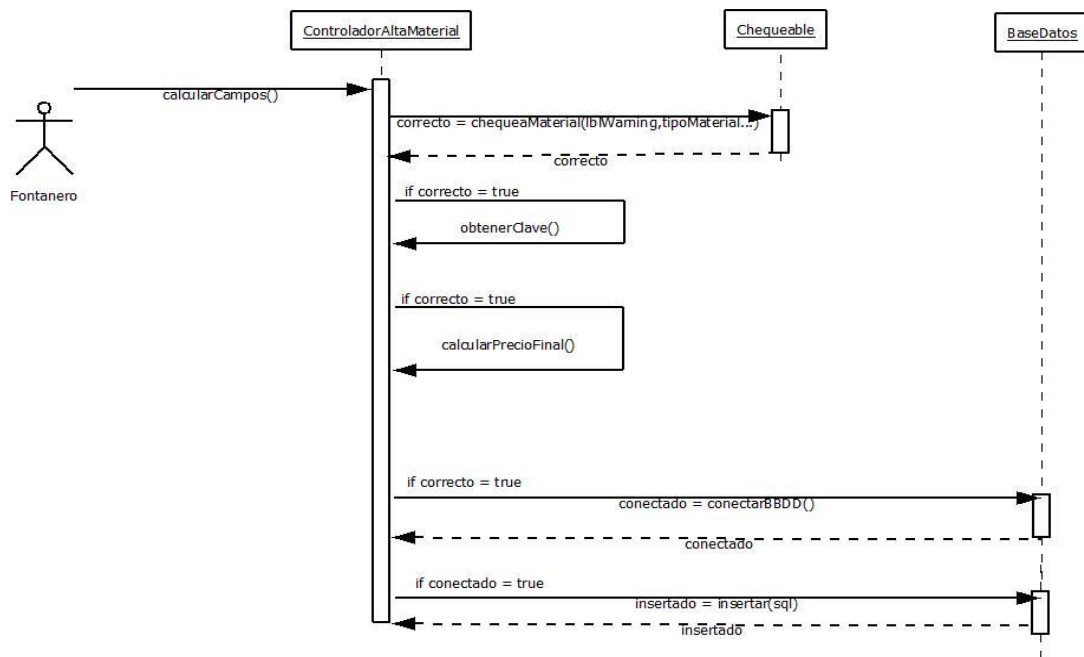 ControladorAltaMaterial
Chequeable
BaseDatos
calcularCampos()
Fontanero
correcto = chequeaMaterial(lblWarning,tipoMaterial...)
correcto
if correcto = true
obtenerClave()
if correcto = true
calcularPrecioFinal()
if correcto = true
conectado = conectarBBDD()
conectado
if conectado = true
insertado = insertar(sql)
insertado